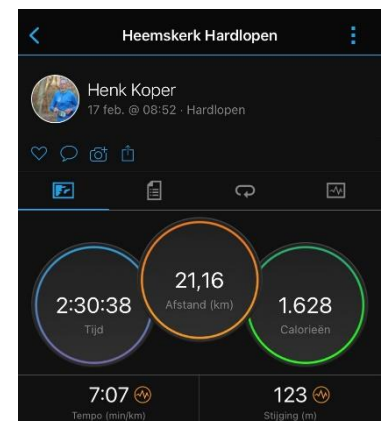 Heemskerk Hardlopen
Henk Koper
17 feb. @ 08:52 · Hardlopen
2:30:38
Tijd
21,16
Afstand (km)
1.628
Calorieën
7:07
Tempo (min/km)
123
Stijging (m)